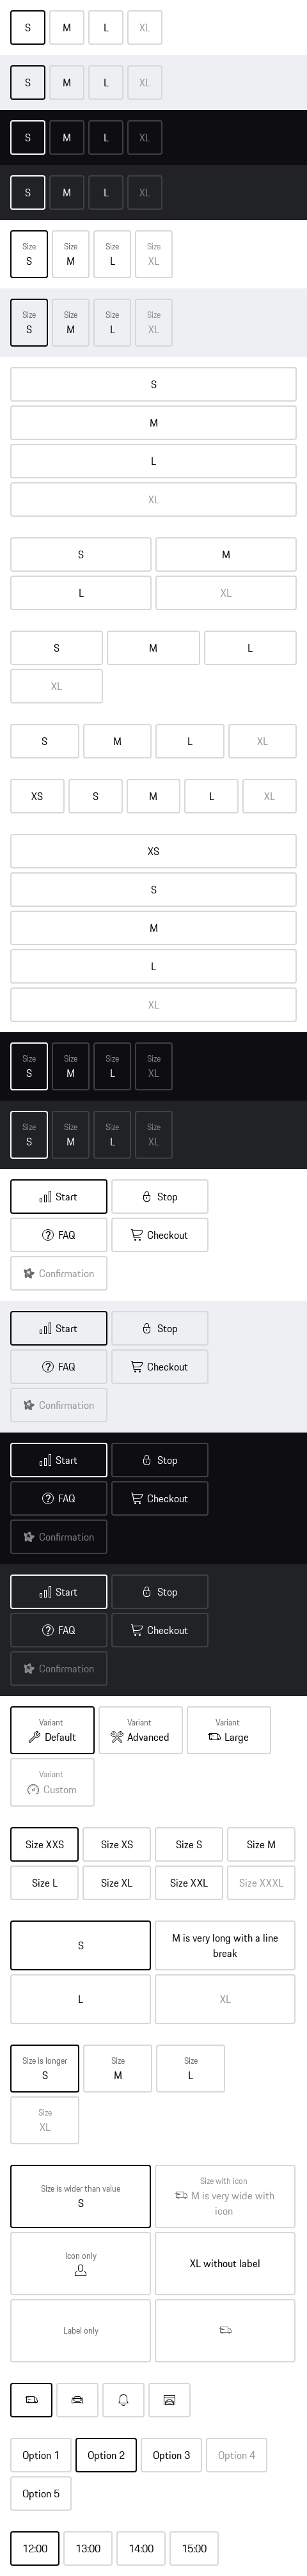 S M L XL
S M L XL
S M L XL
S M L XL
Size Size Size Size
S M L XL
Size Size Size Size
S M L XL
S
M
L
XL
S M
L XL
S M L
XL
S M L XL
XS S M L XL
XS
S
M
L
XL
Size Size Size Size
S M L XL
Size Size Size Size
S M L XL
Start Stop
FAQ Checkout
Confirmation
Start Stop
FAQ Checkout
Confirmation
Start Stop
FAQ Checkout
Confirmation
Start Stop
FAQ Checkout
Confirmation
Variant Variant Variant
Default Advanced Large
Variant
Custom
Size XXS Size XS Size S Size M
Size L Size XL Size XXL Size XXXL
S
M is very long with a line
break
L XL
Size is longer Size Size
S M L
Size
XL
Size is wider than value
S
Size with icon
M is very wide with
icon
Icon only
XL without label
Label only
Option 1 Option 2 Option 3 Option 4
Option 5
12:00 13:00 14:00 15:00